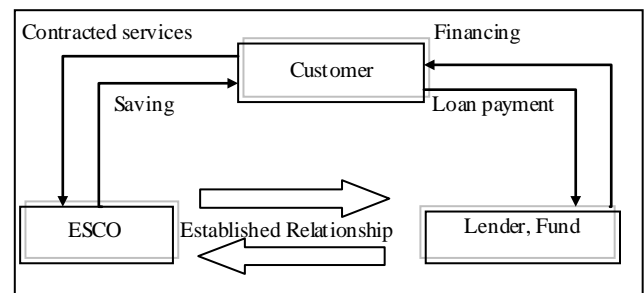 Contracted services
Financing
Customer
Saving
Loan payment
ESCO
Established Relationship
Lender, Fund